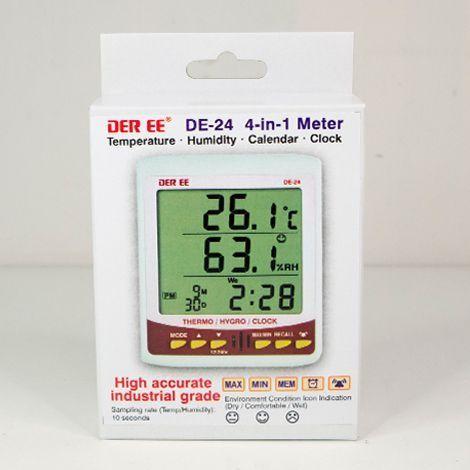 DER EE® DE-24 4-in-1 Meter
Temperature · Humidity · Calendar · Clock
DER EE DE-24
26.1°C
63.1%RH
We
PM 9M 30D 2:28
THERMO / HYGRO / CLOCK
MODE ▲ ▼ MAX/MIN RECALL
12/24hr
High accurate
industrial grade
MAX MIN MEM
Sampling rate (Temp/Humidity):
10 seconds
Environment Condition Icon Indication
(Dry / Comfortable / Wet)